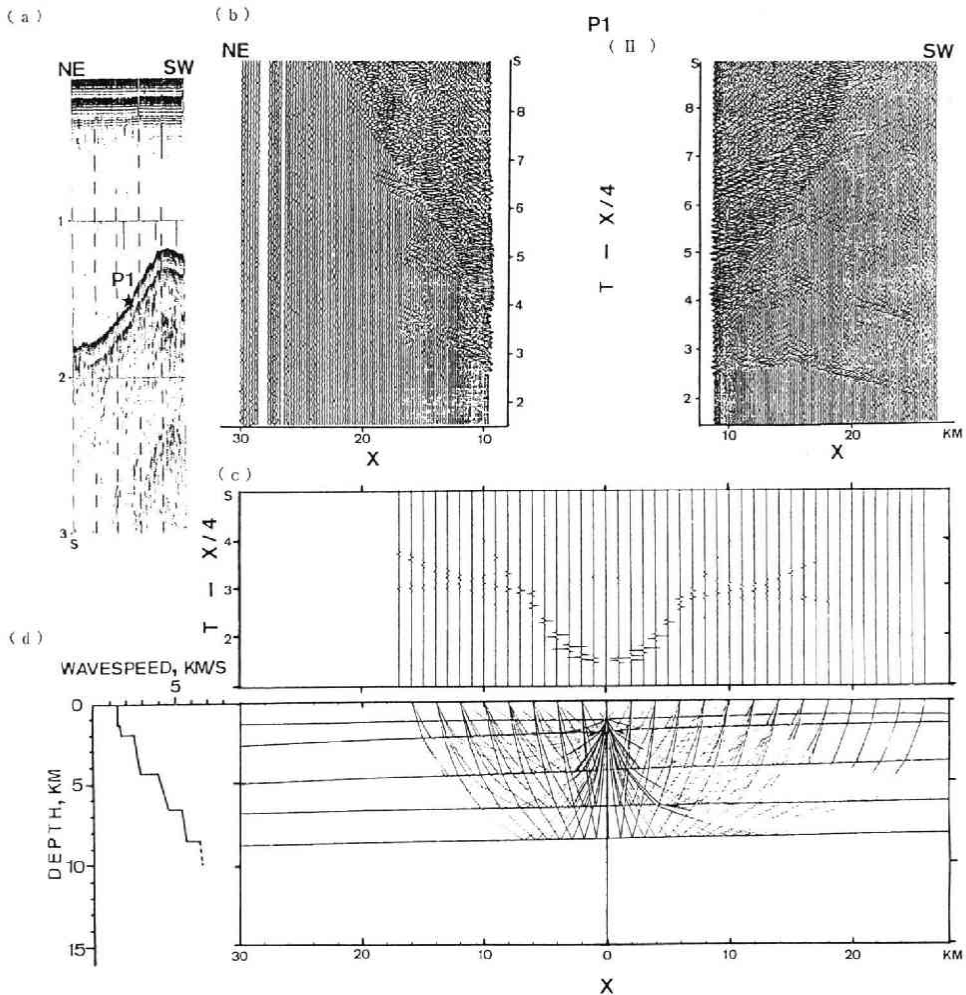 ( a )
NE SW
P1
1
2
3
S
( b )
NE
S
8
7
6
5
4
3
2
30 20 10
X
P1
( II )
SW
T — X/4
S
8
7
6
5
4
3
2
10 20 KM
X
( c )
T — X/4
S
4
3
2
( d )
WAVESPEED, KM/S
5
DEPTH, KM
0
5
10
15
30 20 10 0 10 20 KM
X